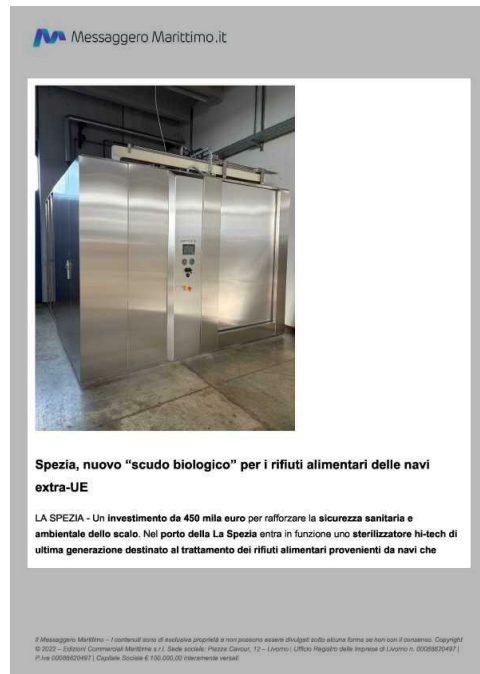 Messaggero Marittimo.it
Spezia, nuovo “scudo biologico” per i rifiuti alimentari delle navi
extra-UE
LA SPEZIA - Un investimento da 450 mila euro per rafforzare la sicurezza sanitaria e
ambientale dello scalo. Nel porto della La Spezia entra in funzione uno sterilizzatore hi-tech di
ultima generazione destinato al trattamento dei rifiuti alimentari provenienti da navi che
Il Messaggero Marittimo – I contenuti sono di esclusiva proprietà e non possono essere divulgati sotto alcuna forma se non con il consenso. Copyright
© 2022 – Edizioni Commerciali Marittime s.r.l. Sede sociale: Piazza Cavour, 12 – Livorno | Ufficio Registro delle Imprese di Livorno n. 00088620497 |
P.Iva 00088620497 | Capitale Sociale € 100.000,00 interamente versati